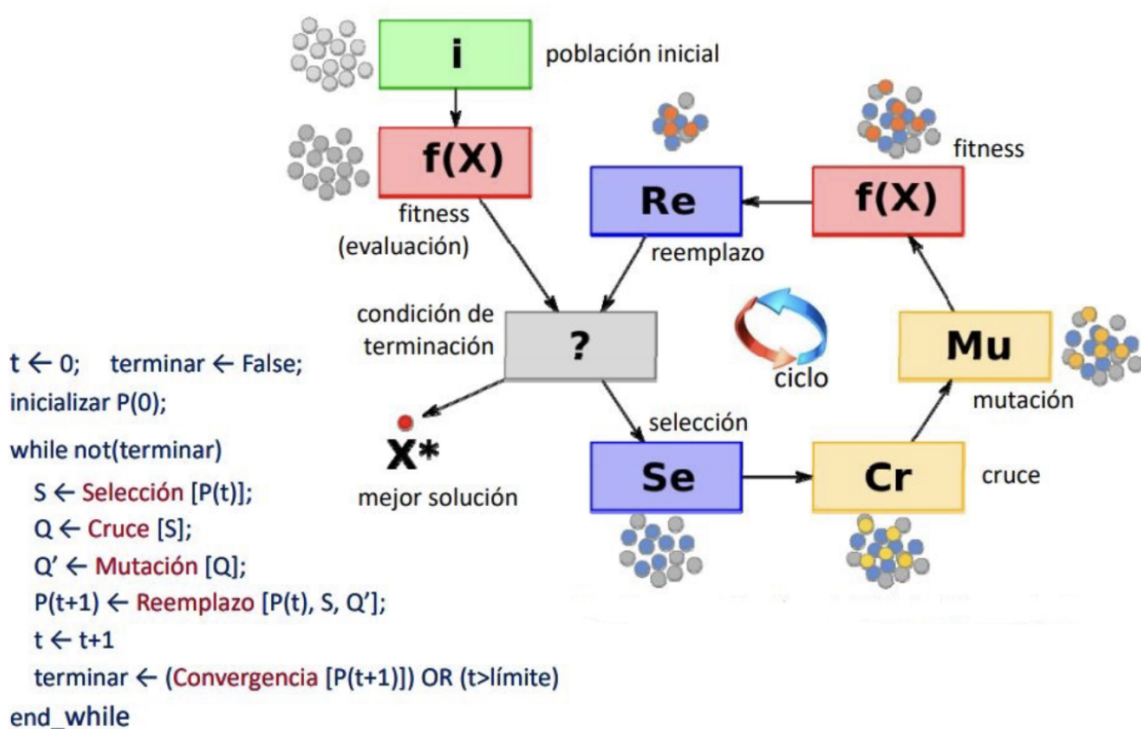 i
población inicial
f(X)
fitness
(evaluación)
Re
reemplazo
f(X)
fitness
condición de
terminación
?
ciclo
Mu
mutación
selección
Se
Cr
cruce
X*
mejor solución
t ← 0; terminar ← False;
inicializar P(0);
while not(terminar)
S ← Selección [P(t)];
Q ← Cruce [S];
Q’ ← Mutación [Q];
P(t+1) ← Reemplazo [P(t), S, Q’];
t ← t+1
terminar ← (Convergencia [P(t+1)]) OR (t>límite)
end_while